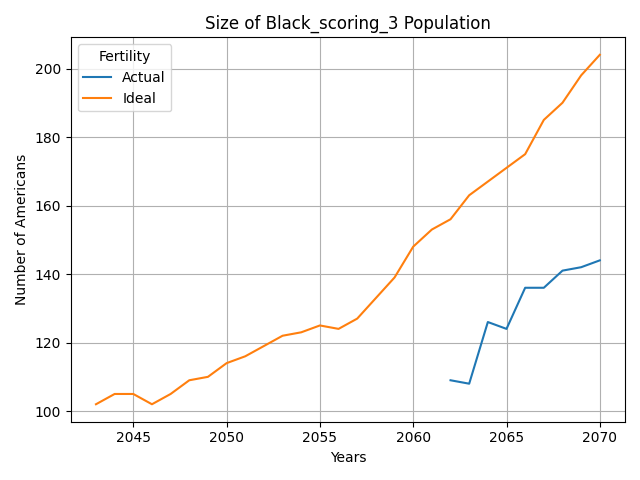 Size of Black_scoring_3 Population
Fertility
Actual
Ideal
Number of Americans
200
180
160
140
120
100
2045 2050 2055 2060 2065 2070
Years